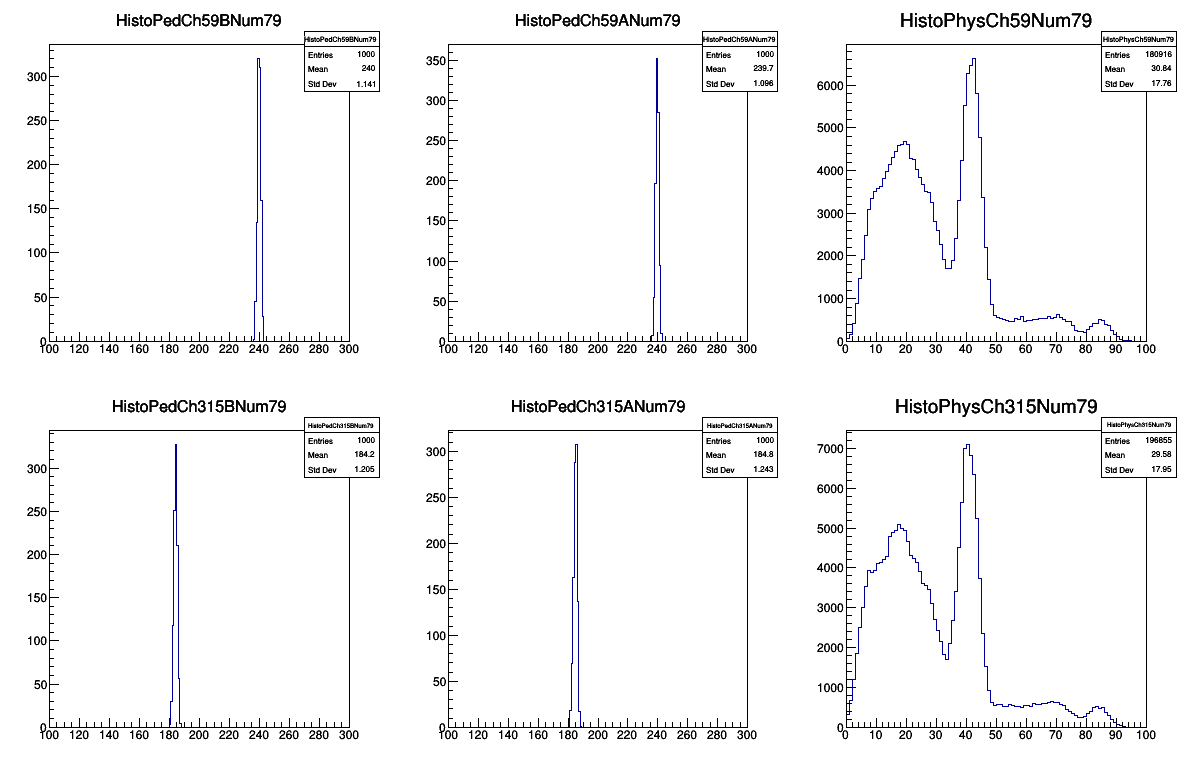 HistoPedCh59BNum79
HistoPedCh59BNum79
Entries 1000
Mean 240
Std Dev 1.141
300
250
200
150
100
50
0
100 120 140 160 180 200 220 240 260 280 300
HistoPedCh59ANum79
HistoPedCh59ANum79
Entries 1000
Mean 239.7
Std Dev 1.096
350
300
250
200
150
100
50
0
100 120 140 160 180 200 220 240 260 280 300
HistoPhysCh59Num79
HistoPhysCh59Num79
Entries 180916
Mean 30.84
Std Dev 17.76
6000
5000
4000
3000
2000
1000
0
0 10 20 30 40 50 60 70 80 90 100
HistoPedCh315BNum79
HistoPedCh315BNum79
Entries 1000
Mean 184.2
Std Dev 1.205
300
250
200
150
100
50
0
100 120 140 160 180 200 220 240 260 280 300
HistoPedCh315ANum79
HistoPedCh315ANum79
Entries 1000
Mean 184.8
Std Dev 1.243
300
250
200
150
100
50
0
100 120 140 160 180 200 220 240 260 280 300
HistoPhysCh315Num79
HistoPhysCh315Num79
Entries 196855
Mean 29.58
Std Dev 17.95
7000
6000
5000
4000
3000
2000
1000
0
0 10 20 30 40 50 60 70 80 90 100